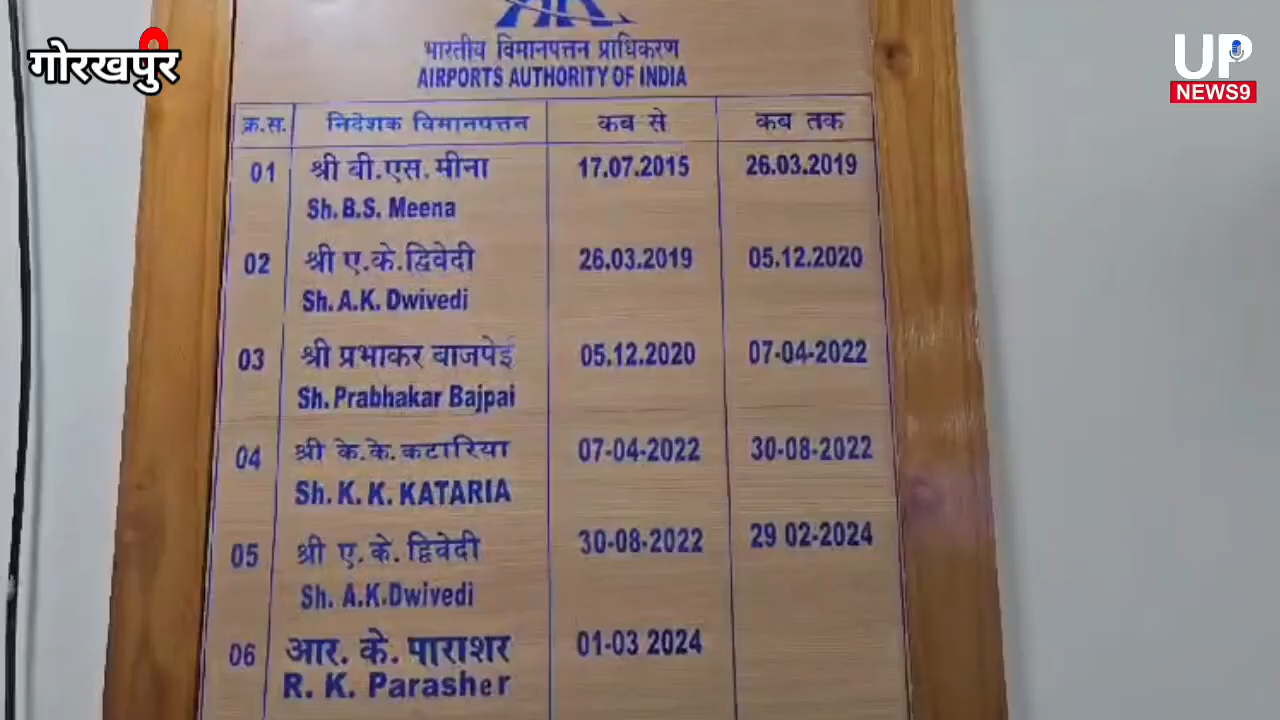 गोरखपुर
UP
NEWS9
भारतीय विमानपत्तन प्राधिकरण
AIRPORTS AUTHORITY OF INDIA
क्र.स. निदेशक विमानपत्तन कब से कब तक
01 श्री बी.एस. मीना 17.07.2015 26.03.2019
Sh. B.S. Meena
02 श्री ए.के.द्विवेदी 26.03.2019 05.12.2020
Sh. A.K. Dwivedi
03 श्री प्रभाकर बाजपेई 05.12.2020 07-04-2022
Sh. Prabhakar Bajpai
04 श्री के.के.कटारिया 07-04-2022 30-08-2022
Sh. K. K. KATARIA
05 श्री ए. के. द्विवेदी 30-08-2022 29 02-2024
Sh. A.K.Dwivedi
06 आर. के. पाराशर 01-03 2024
R. K. Parasher